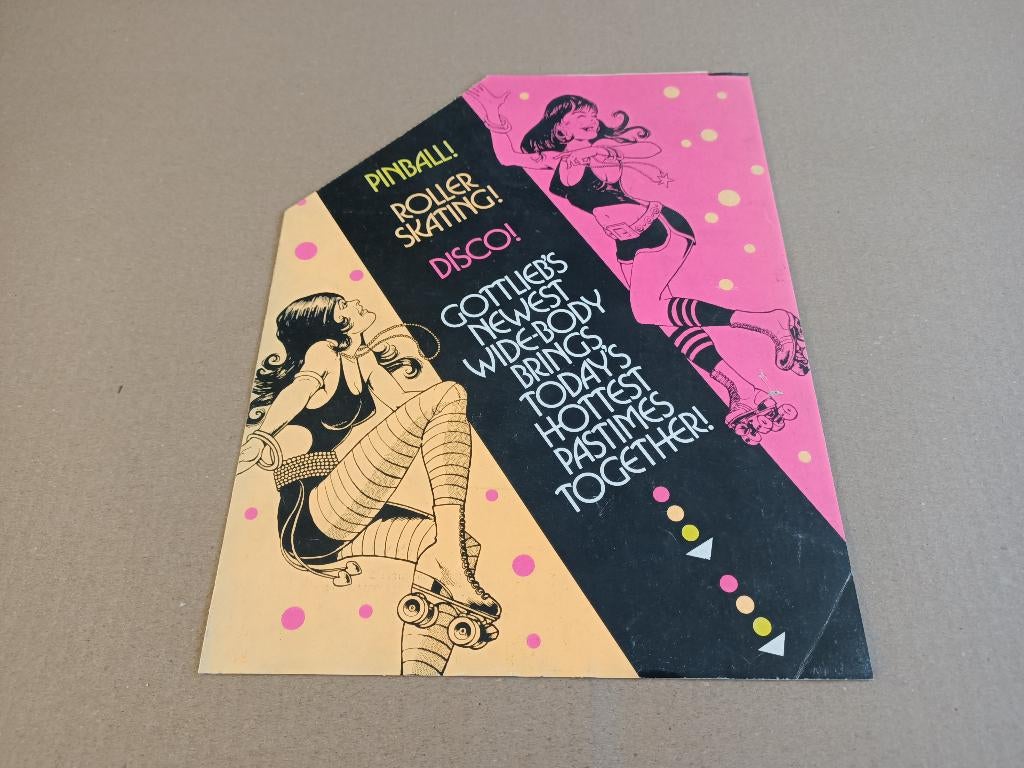 PINBALL!
ROLLER
SKATING!
DISCO!
GOTTLIEB'S
NEWEST
WIDE-BODY
BRINGS
TODAY'S
HOTTEST
PASTIMES
TOGETHER!